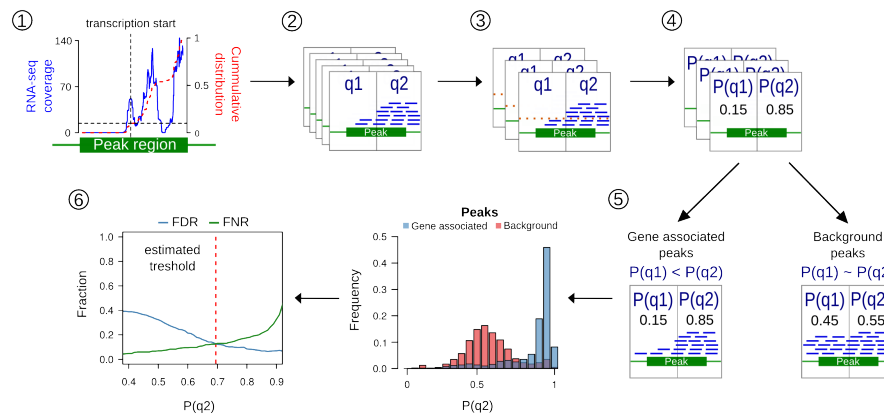 ①
transcription start
140
70
0
RNA-seq
coverage
1
0.5
0
Cummulative
distribution
Peak region
②
q1 q2
Peak
③
q1 q2
Peak
④
P(q1) P(q2)
0.15 0.85
Peak
⑤
Gene associated
peaks
P(q1) < P(q2)
P(q1) P(q2)
0.15 0.85
Peak
Background
peaks
P(q1) ~ P(q2)
P(q1) P(q2)
0.45 0.55
Peak
Peaks
Gene associated Background
Frequency
0.5
0.4
0.3
0.2
0.1
0.0
0 0.5 1
P(q2)
⑥
FDR FNR
estimated
treshold
Fraction
1.0
0.8
0.6
0.4
0.2
0.0
0.4 0.5 0.6 0.7 0.8 0.9
P(q2)